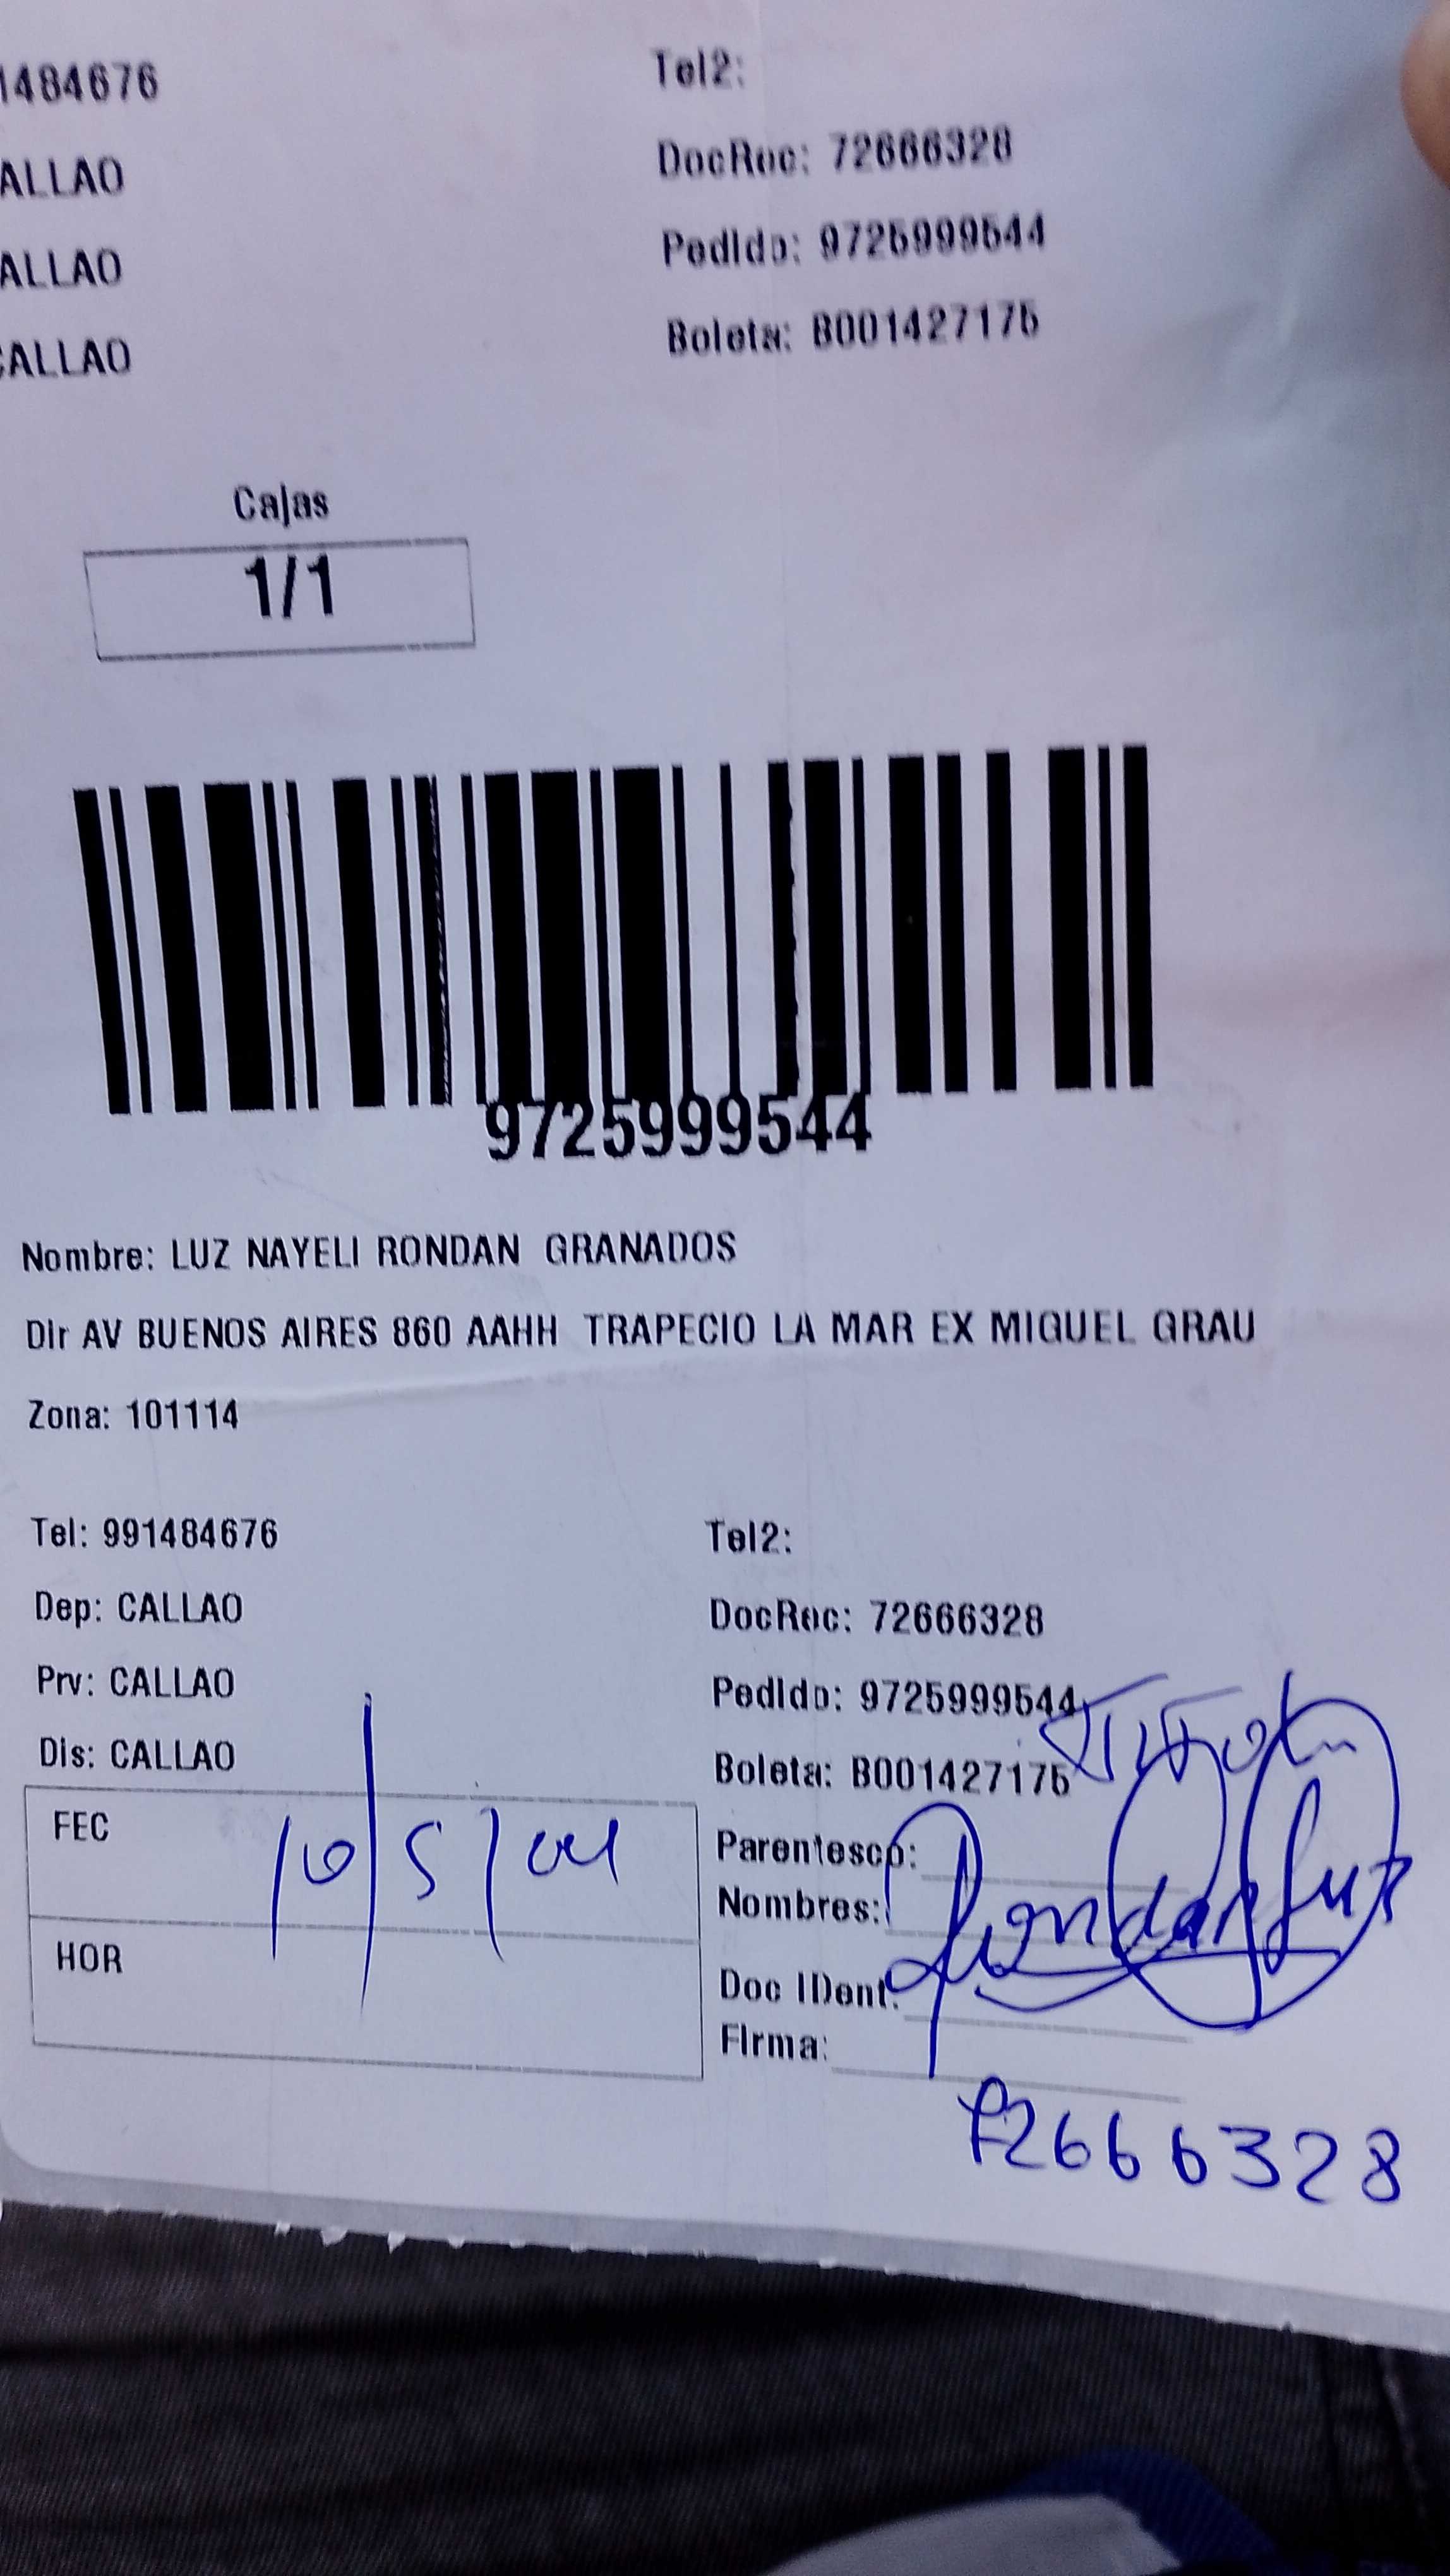 1484676
Tel2:
ALLAO
DocRec: 72666328
ALLAO
Pedido: 9725999544
CALLAO
Boleta: B001427175
Cajas
1/1
9725999544
Nombre: LUZ NAYELI RONDAN GRANADOS
Dir AV BUENOS AIRES 860 AAHH TRAPECIO LA MAR EX MIGUEL GRAU
Zona: 101114
Tel: 991484676
Tel2:
Dep: CALLAO
DocRec: 72666328
Prv: CALLAO
Pedido: 9725999544
Dis: CALLAO
Boleta: B001427175
FEC 10/5/
Parentesco:
Nombres: Rondan Luz
HOR
Doc IDent:
Firma:
72666328